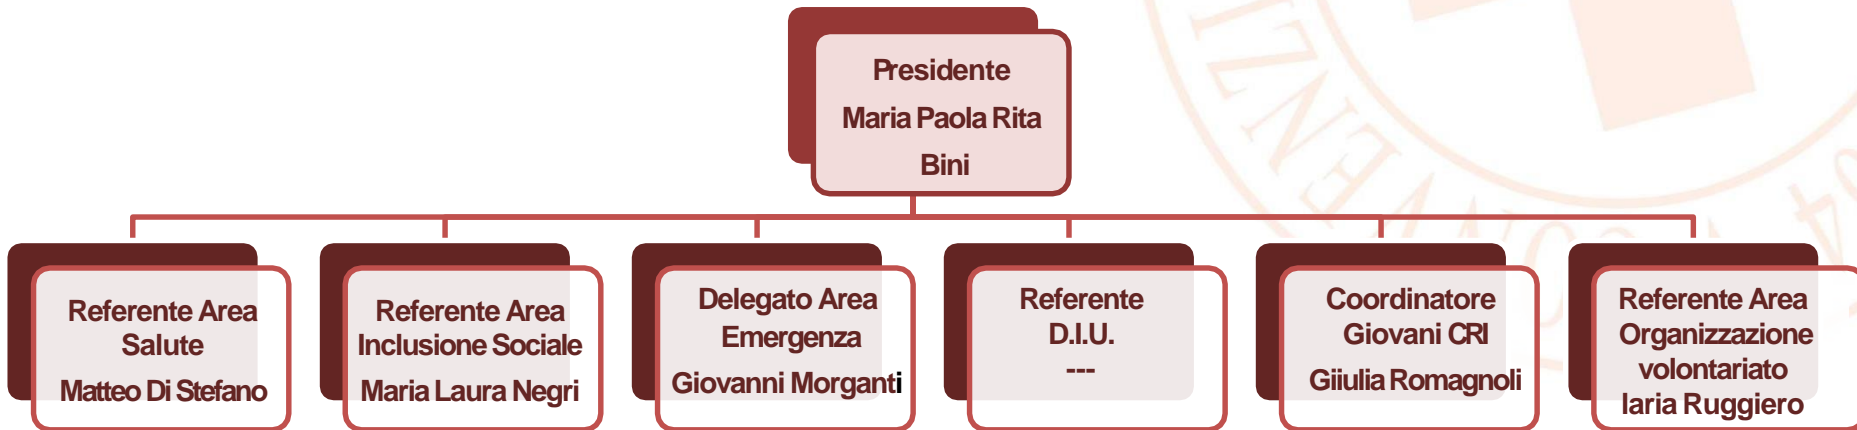 Presidente
Maria Paola Rita
Bini
Referente Area
Salute
Matteo Di Stefano
Referente Area
Inclusione Sociale
Maria Laura Negri
Delegato Area
Emergenza
Giovanni Morganti
Referente
D.I.U.
---
Coordinatore
Giovani CRI
Giiulia Romagnoli
Referente Area
Organizzazione
volontariato
Iaria Ruggiero